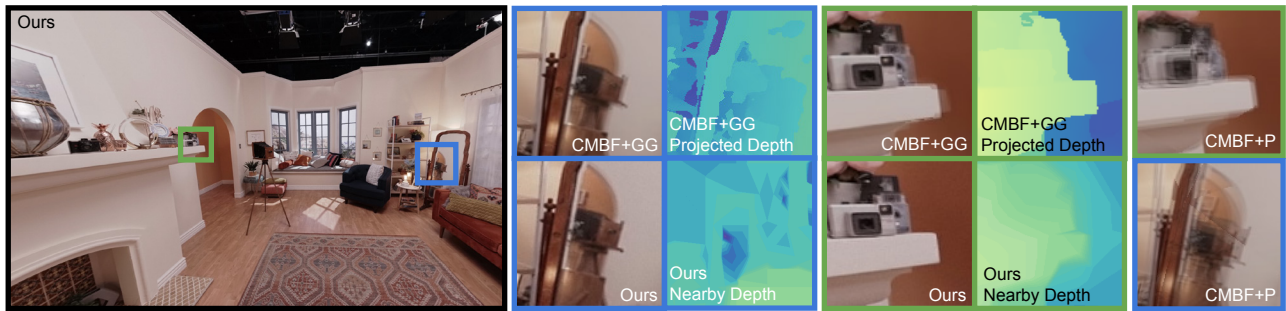 Ours
CMBF+GG
CMBF+GG
Projected Depth
CMBF+GG
CMBF+GG
Projected Depth
CMBF+P
Ours
Ours
Nearby Depth
Ours
Ours
Nearby Depth
CMBF+P